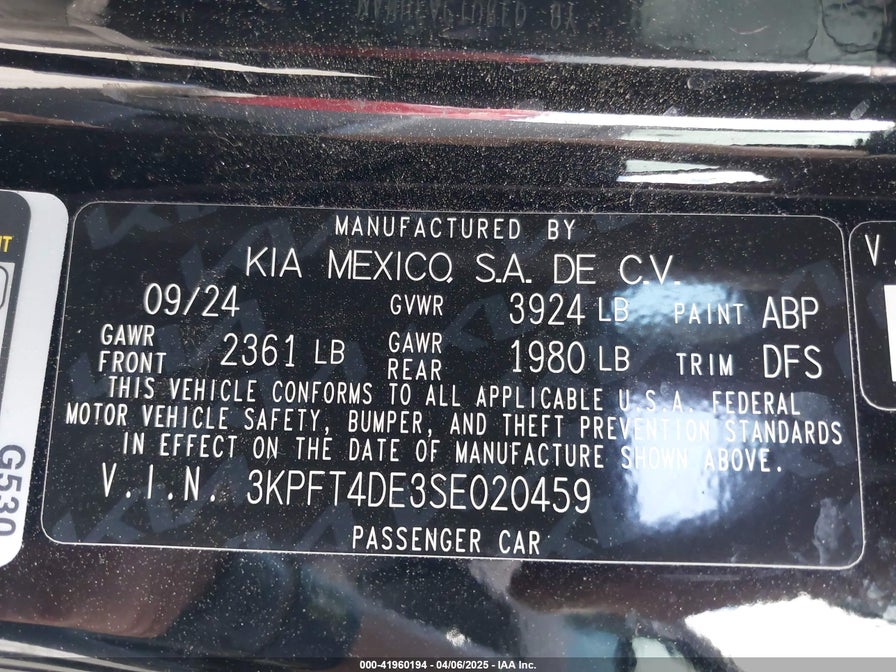 MANUFACTURED BY
KIA MEXICO, S.A. DE C.V.
09/24 GVWR 3924 LB PAINT ABP
GAWR FRONT 2361 LB GAWR REAR 1980 LB TRIM DFS
THIS VEHICLE CONFORMS TO ALL APPLICABLE U.S.A. FEDERAL
MOTOR VEHICLE SAFETY, BUMPER, AND THEFT PREVENTION STANDARDS
IN EFFECT ON THE DATE OF MANUFACTURE SHOWN ABOVE.
V.I.N. 3KPFT4DE3SE020459
PASSENGER CAR
G530
V.
000-41960194 - 04/06/2025 - IAA Inc.